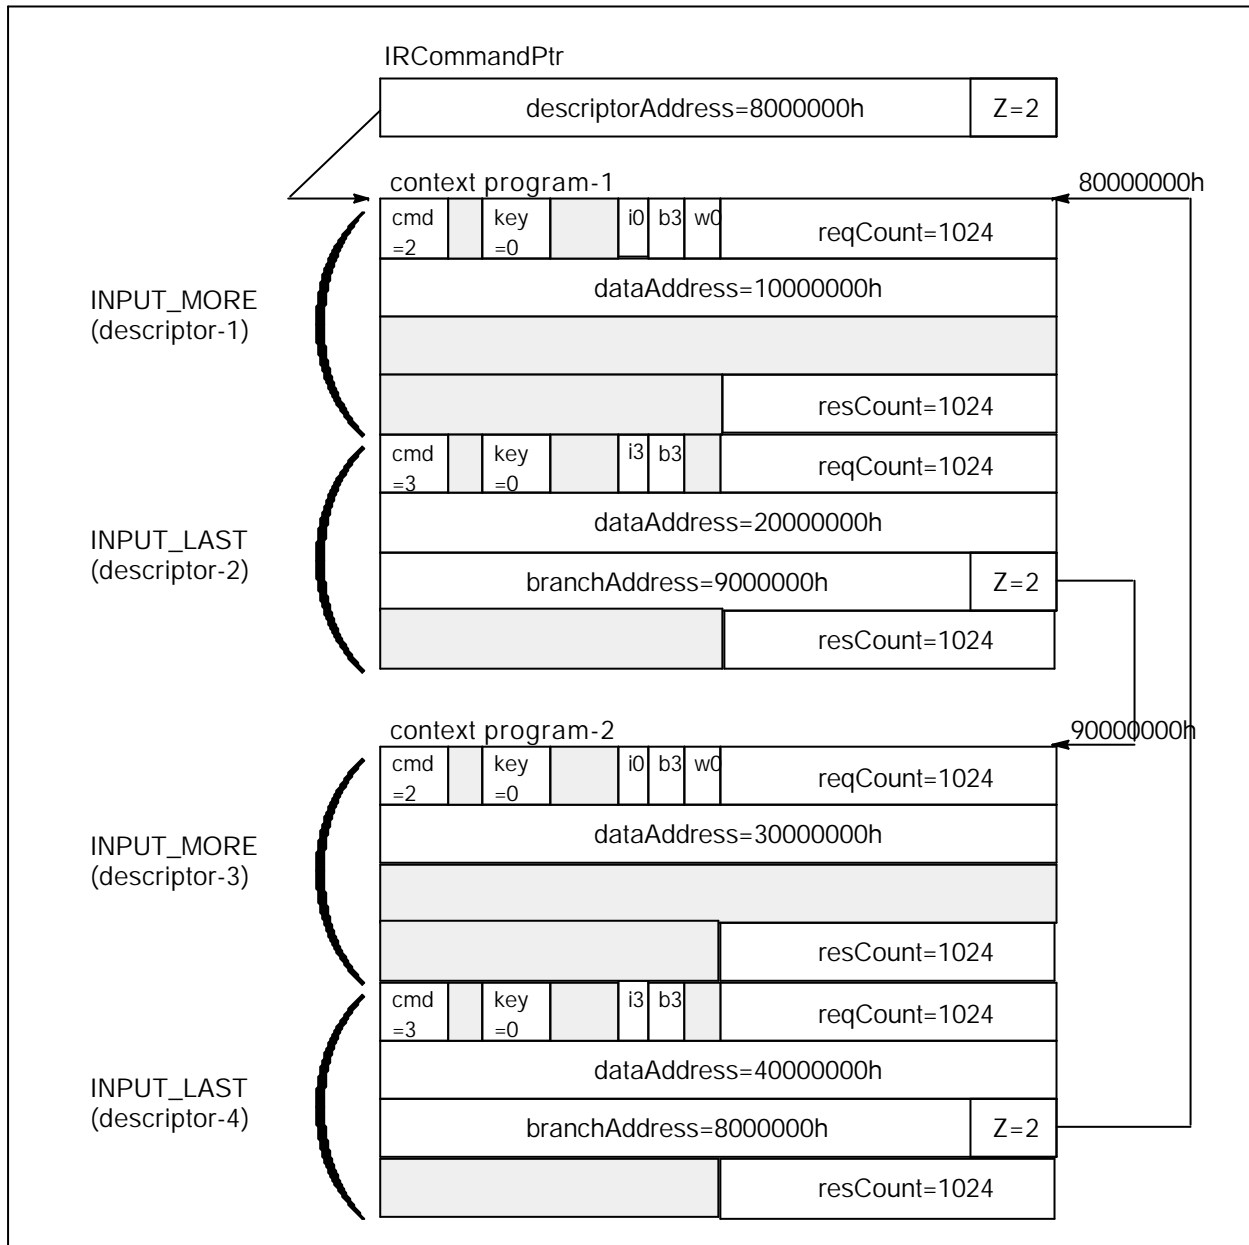 IRCommandPtr
descriptorAddress=8000000h Z=2
context program-1 80000000h
cmd =2 key =0 i0 b3 w0 reqCount=1024
dataAddress=10000000h
INPUT_MORE
(descriptor-1)
resCount=1024
cmd =3 key =0 i3 b3 reqCount=1024
dataAddress=20000000h
INPUT_LAST
(descriptor-2)
branchAddress=9000000h Z=2
resCount=1024
context program-2 90000000h
cmd =2 key =0 i0 b3 w0 reqCount=1024
dataAddress=30000000h
INPUT_MORE
(descriptor-3)
resCount=1024
cmd =3 key =0 i3 b3 reqCount=1024
dataAddress=40000000h
INPUT_LAST
(descriptor-4)
branchAddress=8000000h Z=2
resCount=1024